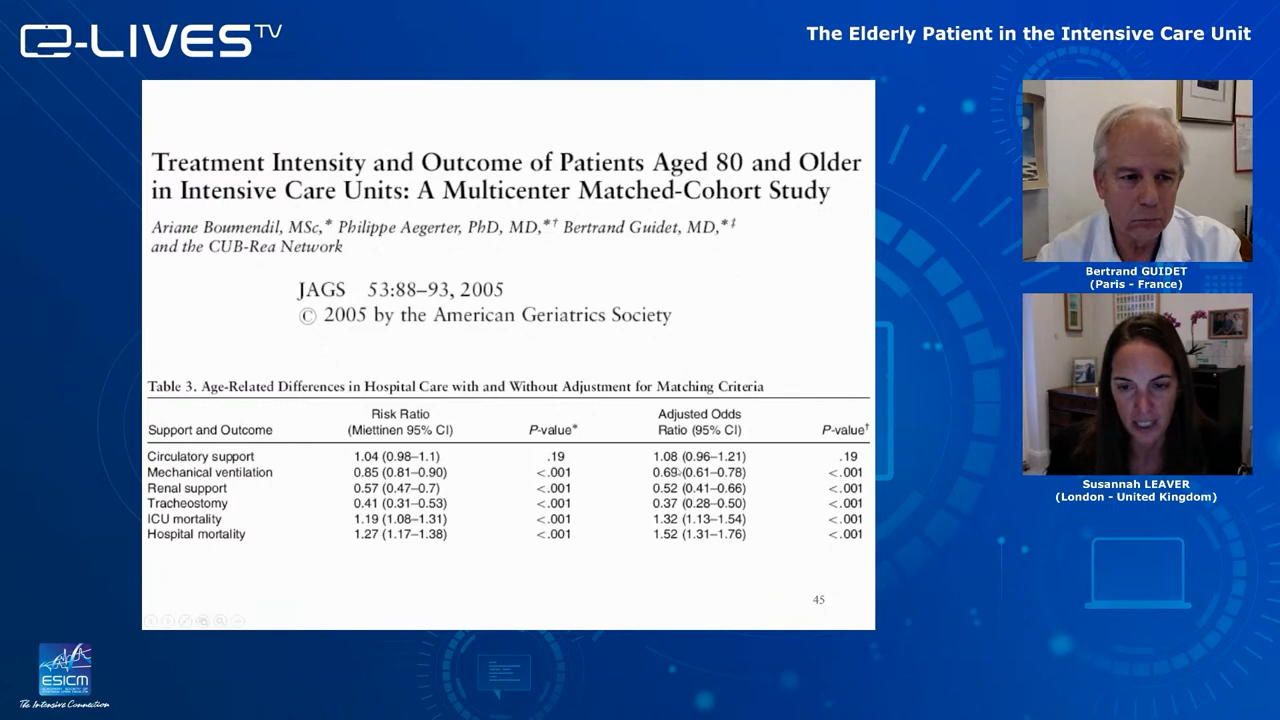 e-LIVES TV
The Elderly Patient in the Intensive Care Unit
Treatment Intensity and Outcome of Patients Aged 80 and Older
in Intensive Care Units: A Multicenter Matched-Cohort Study
Ariane Boumendil, MSc,* Philippe Aegerter, PhD, MD,*† Bertrand Guidet, MD,*‡
and the CUB-Rea Network
JAGS 53:88–93, 2005
© 2005 by the American Geriatrics Society
Table 3. Age-Related Differences in Hospital Care with and Without Adjustment for Matching Criteria
Risk Ratio Adjusted Odds
Support and Outcome (Miettinen 95% CI) P-value* Ratio (95% CI) P-value†
Circulatory support 1.04 (0.98–1.1) .19 1.08 (0.96–1.21) .19
Mechanical ventilation 0.85 (0.81–0.90) <.001 0.69 (0.61–0.78) <.001
Renal support 0.57 (0.47–0.7) <.001 0.52 (0.41–0.66) <.001
Tracheostomy 0.41 (0.31–0.53) <.001 0.37 (0.28–0.50) <.001
ICU mortality 1.19 (1.08–1.31) <.001 1.32 (1.13–1.54) <.001
Hospital mortality 1.27 (1.17–1.38) <.001 1.52 (1.31–1.76) <.001
45
Bertrand GUIDET
(Paris - France)
Susannah LEAVER
(London - United Kingdom)
ESICM
The Intensive Connection